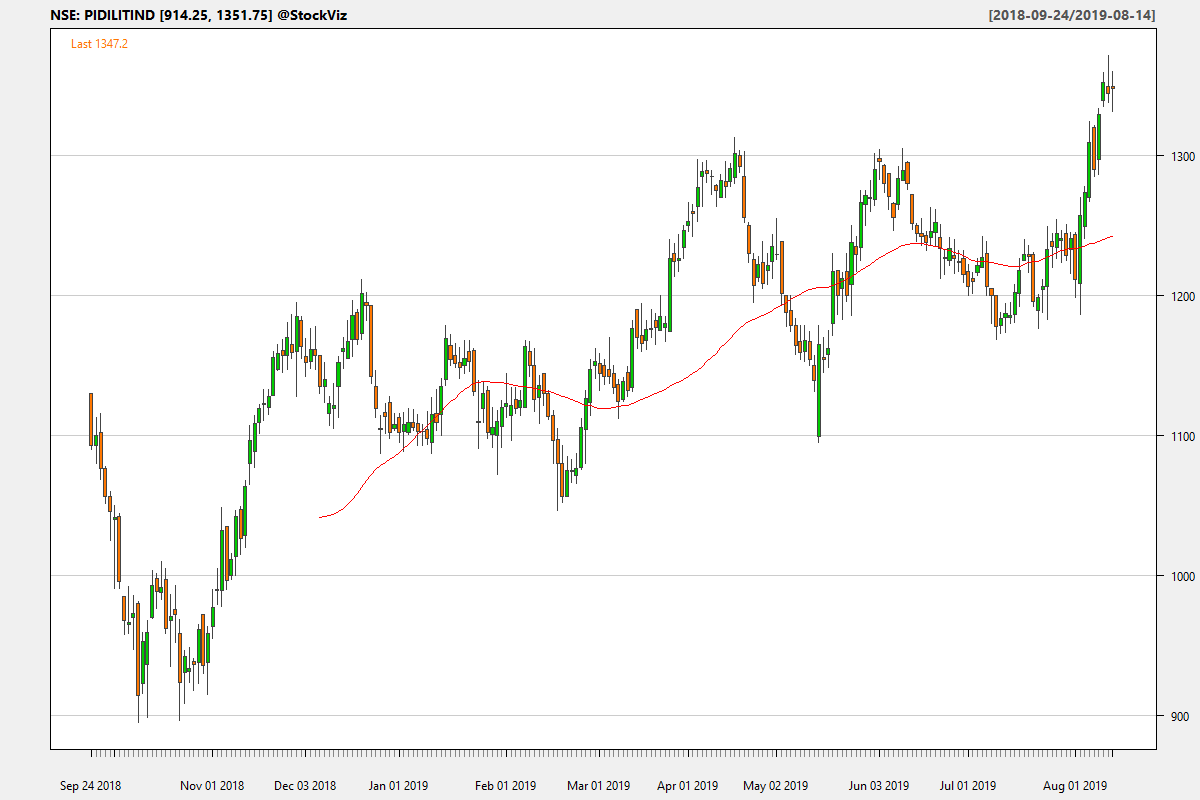 NSE: PIDILITIND [914.25, 1351.75] @StockViz [2018-09-24/2019-08-14]
Last 1347.2
1300
1200
1100
1000
900
Sep 24 2018 Nov 01 2018 Dec 03 2018 Jan 01 2019 Feb 01 2019 Mar 01 2019 Apr 01 2019 May 02 2019 Jun 03 2019 Jul 01 2019 Aug 01 2019